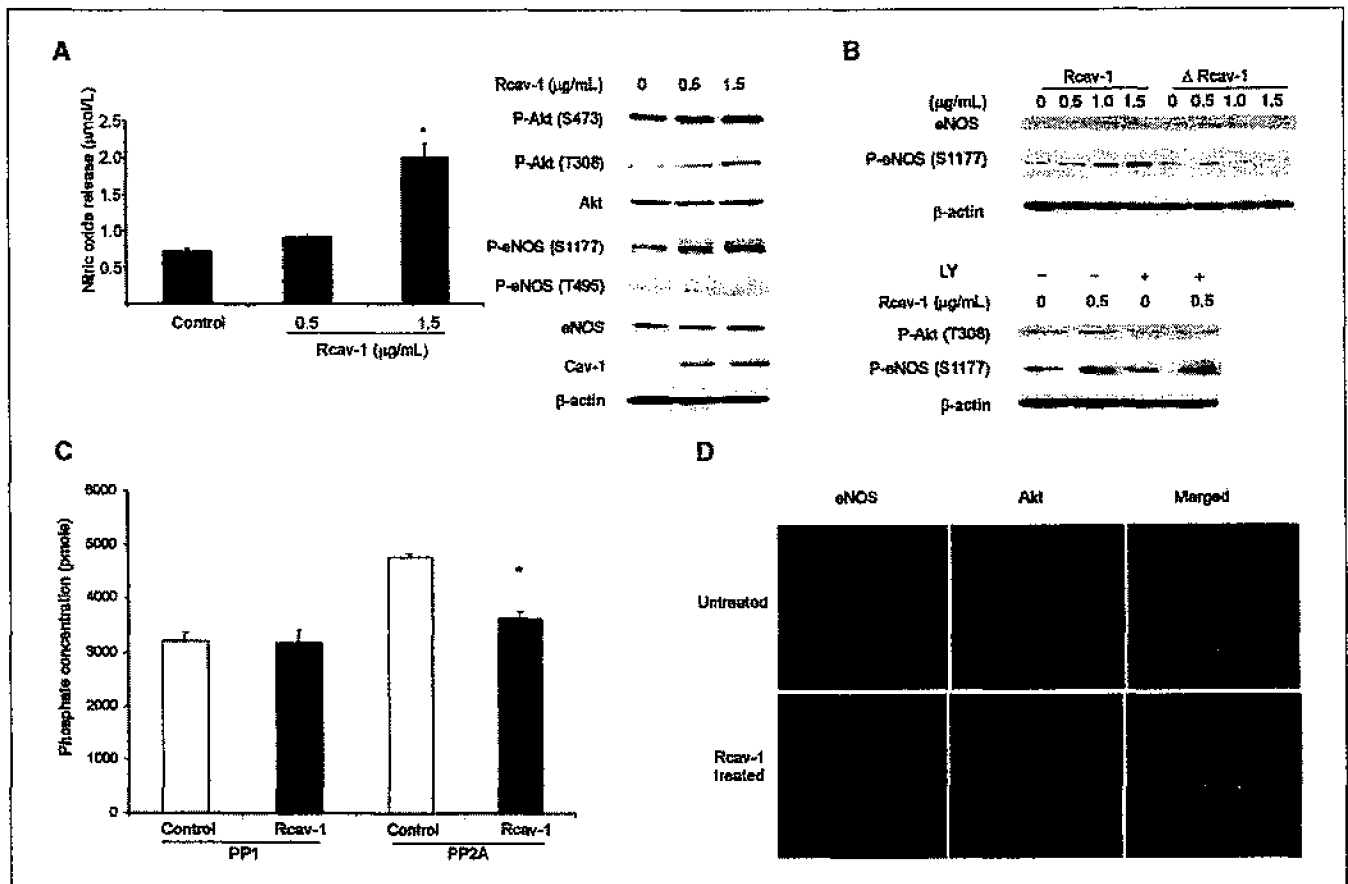 A
Nitric oxide release (µmol/L)
2.5
2.0
1.5
1.0
0.5
*
Control
0.5
1.5
Rcav-1 (µg/mL)
Rcav-1 (µg/mL) 0 0.5 1.5
P-Akt (S473)
P-Akt (T308)
Akt
P-eNOS (S1177)
P-eNOS (T495)
eNOS
Cav-1
β-actin
B
Rcav-1 Δ Rcav-1
(µg/mL) 0 0.5 1.0 1.5 0 0.5 1.0 1.5
eNOS
P-eNOS (S1177)
β-actin
LY − − + +
Rcav-1 (µg/mL) 0 0.5 0 0.5
P-Akt (T308)
P-eNOS (S1177)
β-actin
C
Phosphate concentration (pmole)
6000
5000
4000
3000
2000
1000
0
*
Control Rcav-1 Control Rcav-1
PP1 PP2A
D
eNOS Akt Merged
Untreated
Rcav-1
treated